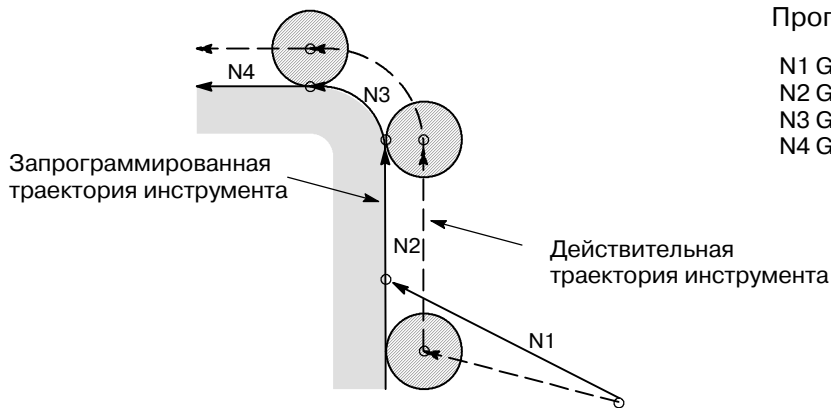 Прог
N1 G
N2 G
N3 G
N4 G
N4
N3
Запрограммированная
траектория инструмента
N2
Действительная
траектория инструмента
N1